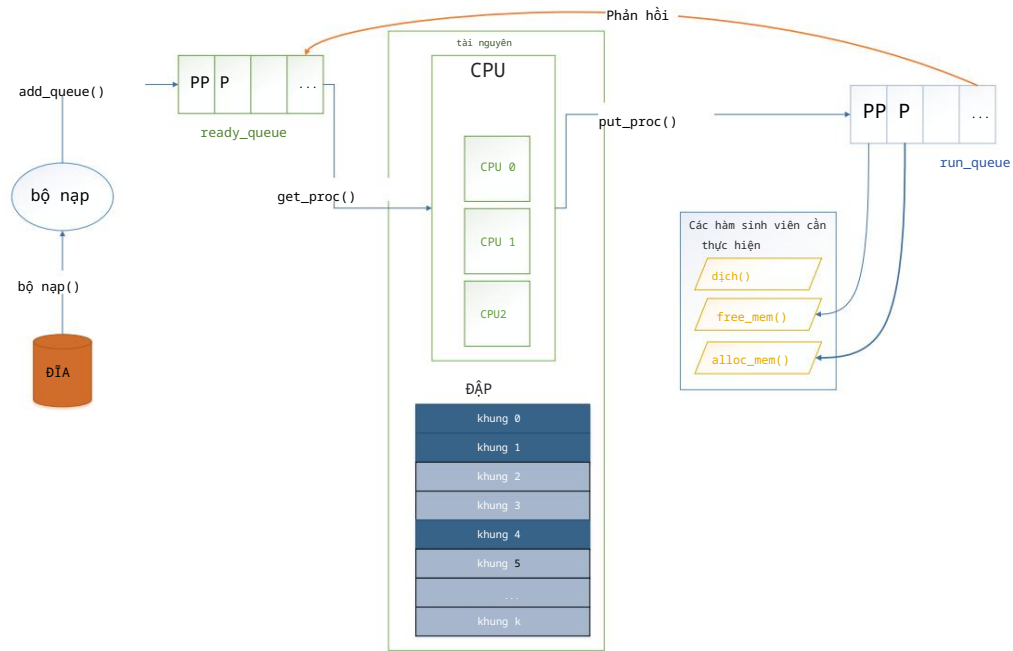 Phản hồi
tài nguyên
CPU
add_queue()
PP P ...
ready_queue
put_proc()
PP P ...
run_queue
CPU 0
get_proc()
bộ nạp
CPU 1
Các hàm sinh viên cần
thực hiện
dịch()
bộ nạp()
CPU2
free_mem()
alloc_mem()
ĐĨA
ĐẬP
khung 0
khung 1
khung 2
khung 3
khung 4
khung 5
...
khung k